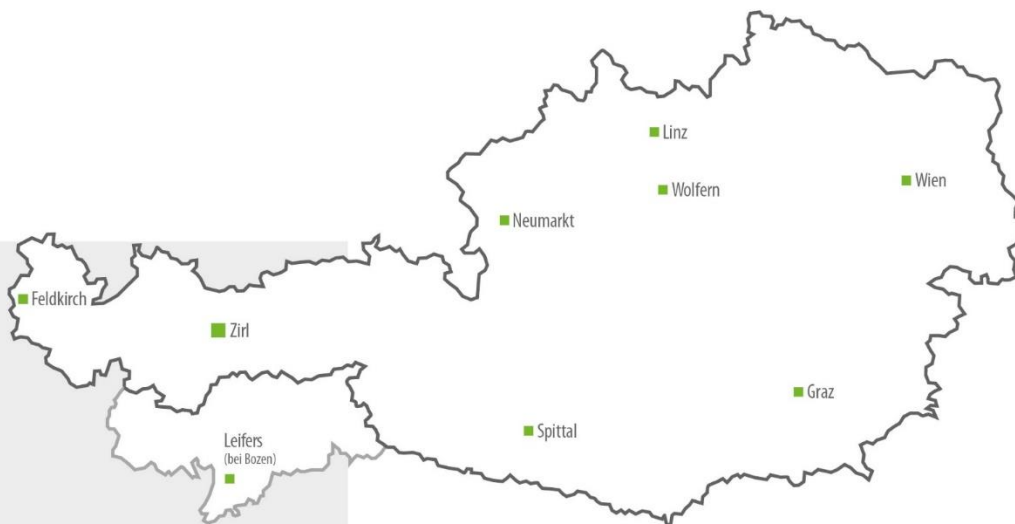 Linz
Wolfern
Wien
Neumarkt
Feldkirch
Zirl
Graz
Spittal
Leifers
(bei Bozen)